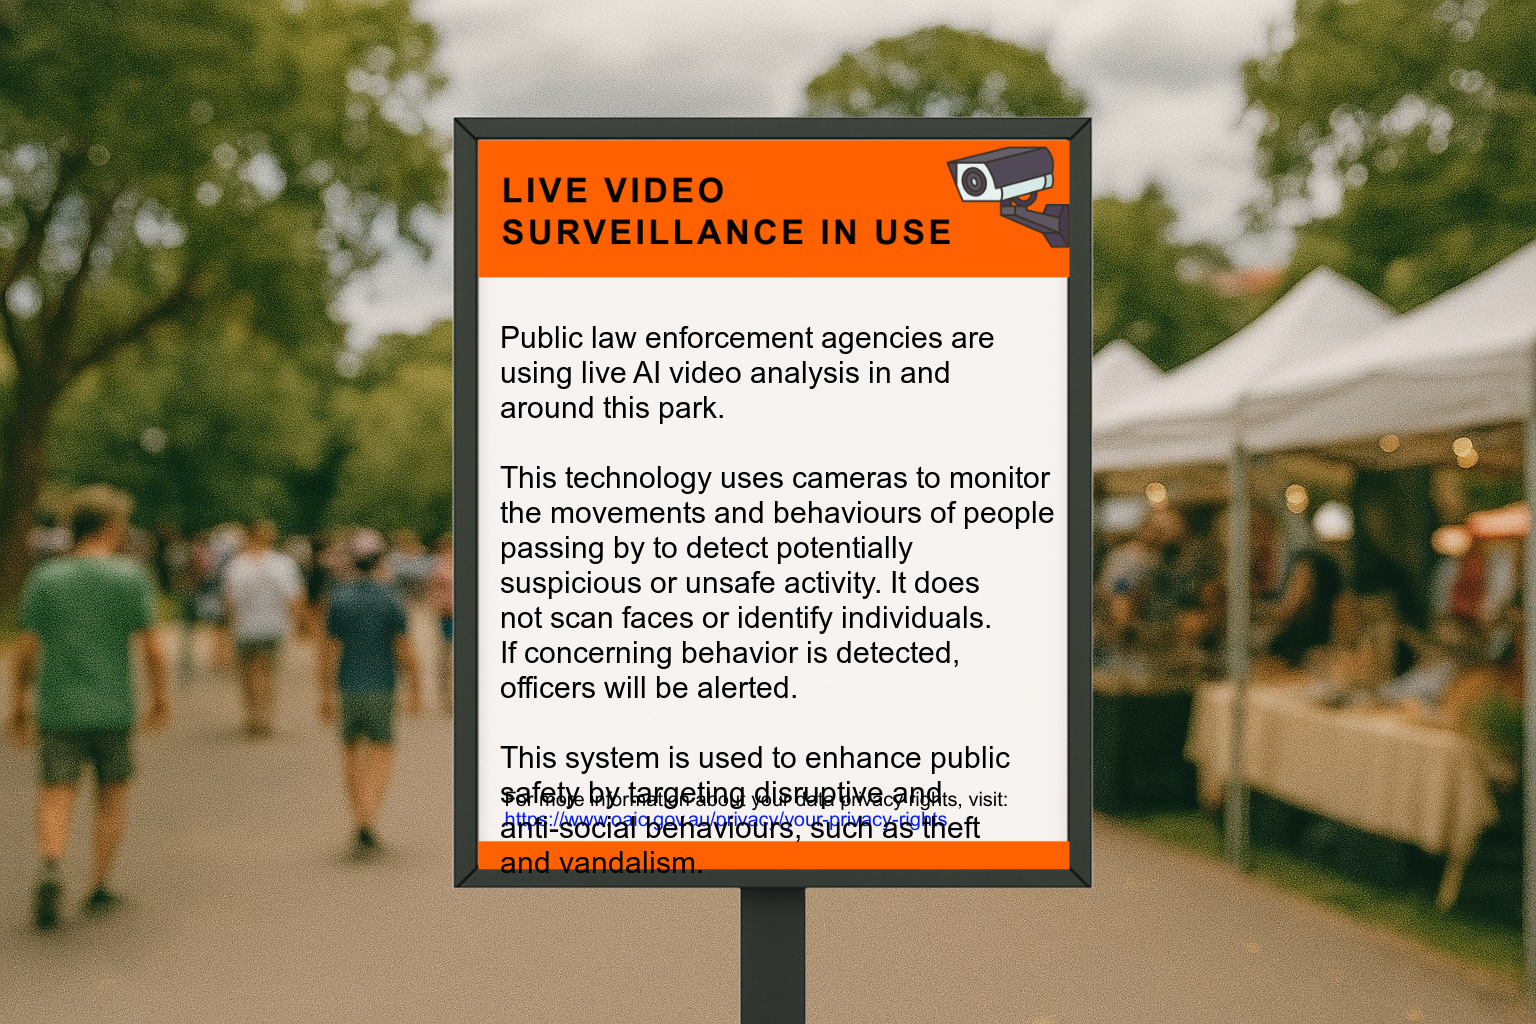 LIVE VIDEO
SURVEILLANCE IN USE
Public law enforcement agencies are
using live AI video analysis in and
around this park.
This technology uses cameras to monitor
the movements and behaviours of people
passing by to detect potentially
suspicious or unsafe activity. It does
not scan faces or identify individuals.
If concerning behavior is detected,
officers will be alerted.
This system is used to enhance public
safety by targeting disruptive and
For more information about your data privacy rights, visit:
https://www.oaic.gov.au/privacy/your-privacy-rights
anti-social behaviours, such as theft
and vandalism.